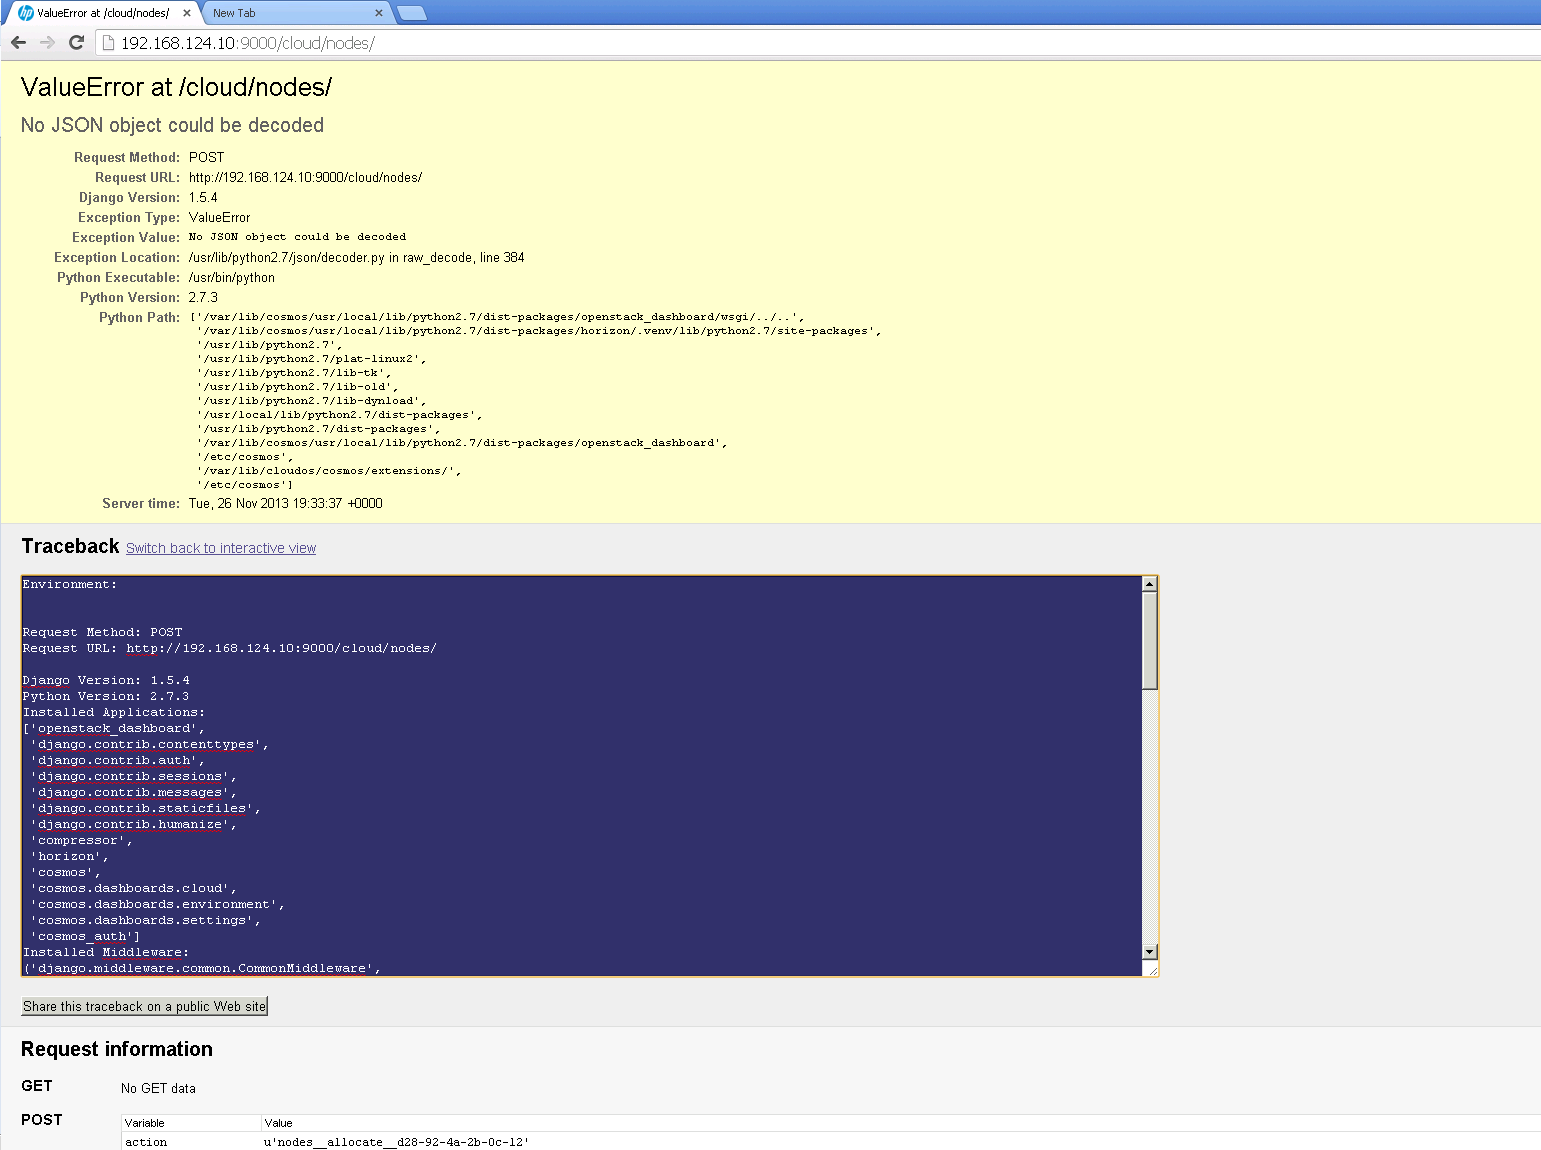 ValueError at /cloud/nodes/
New Tab
192.168.124.10:9000/cloud/nodes/
ValueError at /cloud/nodes/
No JSON object could be decoded
Request Method: POST
Request URL: http://192.168.124.10:9000/cloud/nodes/
Django Version: 1.5.4
Exception Type: ValueError
Exception Value: No JSON object could be decoded
Exception Location: /usr/lib/python2.7/json/decoder.py in raw_decode, line 384
Python Executable: /usr/bin/python
Python Version: 2.7.3
Python Path: ['/var/lib/cosmos/usr/local/lib/python2.7/dist-packages/openstack_dashboard/wsgi/../..',
'/var/lib/cosmos/usr/local/lib/python2.7/dist-packages/horizon/.venv/lib/python2.7/site-packages',
'/usr/lib/python2.7',
'/usr/lib/python2.7/plat-linux2',
'/usr/lib/python2.7/lib-tk',
'/usr/lib/python2.7/lib-old',
'/usr/lib/python2.7/lib-dynload',
'/usr/local/lib/python2.7/dist-packages',
'/usr/lib/python2.7/dist-packages',
'/var/lib/cosmos/usr/local/lib/python2.7/dist-packages/openstack_dashboard',
'/etc/cosmos',
'/var/lib/cloudos/cosmos/extensions/',
'/etc/cosmos']
Server time: Tue, 26 Nov 2013 19:33:37 +0000
Traceback Switch back to interactive view
Environment:
Request Method: POST
Request URL: http://192.168.124.10:9000/cloud/nodes/
Django Version: 1.5.4
Python Version: 2.7.3
Installed Applications:
['openstack_dashboard',
'django.contrib.contenttypes',
'django.contrib.auth',
'django.contrib.sessions',
'django.contrib.messages',
'django.contrib.staticfiles',
'django.contrib.humanize',
'compressor',
'horizon',
'cosmos',
'cosmos.dashboards.cloud',
'cosmos.dashboards.environment',
'cosmos.dashboards.settings',
'cosmos_auth']
Installed Middleware:
('django.middleware.common.CommonMiddleware',
Share this traceback on a public Web site
Request information
GET No GET data
POST Variable Value
action u'nodes__allocate__d28-92-4a-2b-0c-12'